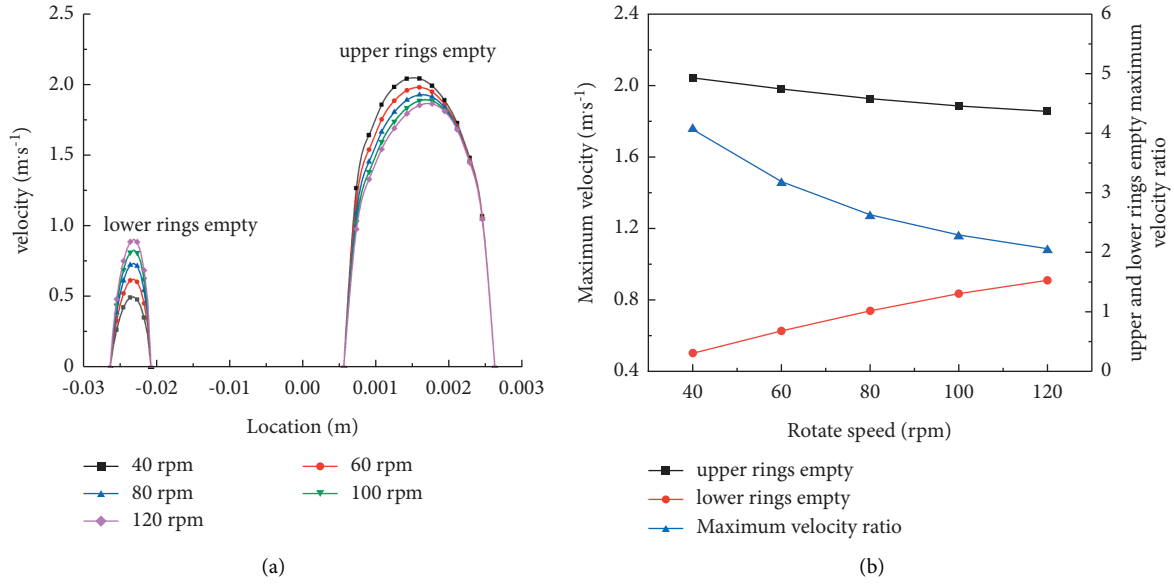 (a)
2.5
2.0
1.5
1.0
0.5
0
velocity (m·s⁻¹)
upper rings empty
lower rings empty
-0.03
-0.02
-0.01
0.00
0.001
0.002
0.003
Location (m)
40 rpm
60 rpm
80 rpm
100 rpm
120 rpm
(a)
(b)
2.4
2.0
1.6
1.2
0.8
0.4
Maximum velocity (m·s⁻¹)
6
5
4
3
2
1
0
upper and lower rings empty maximum
velocity ratio
40
60
80
100
120
Rotate speed (rpm)
upper rings empty
lower rings empty
Maximum velocity ratio
(b)